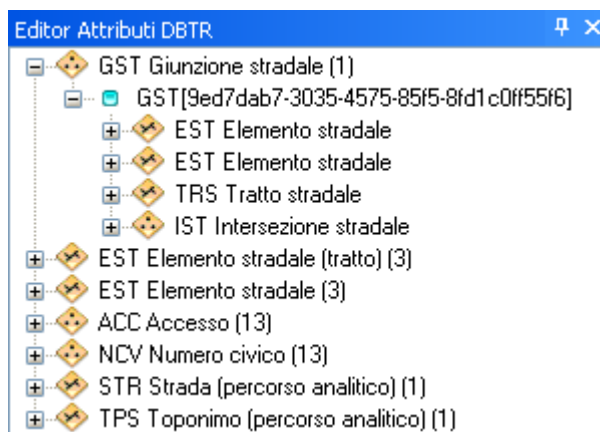 Editor Attributi DBTR
GST Giunzione stradale (1)
GST[9ed7dab7-3035-4575-85f5-8fd1c0ff55f6]
EST Elemento stradale
EST Elemento stradale
TRS Tratto stradale
IST Intersezione stradale
EST Elemento stradale (tratto) (3)
EST Elemento stradale (3)
ACC Accesso (13)
NCV Numero civico (13)
STR Strada (percorso analitico) (1)
TPS Toponimo (percorso analitico) (1)